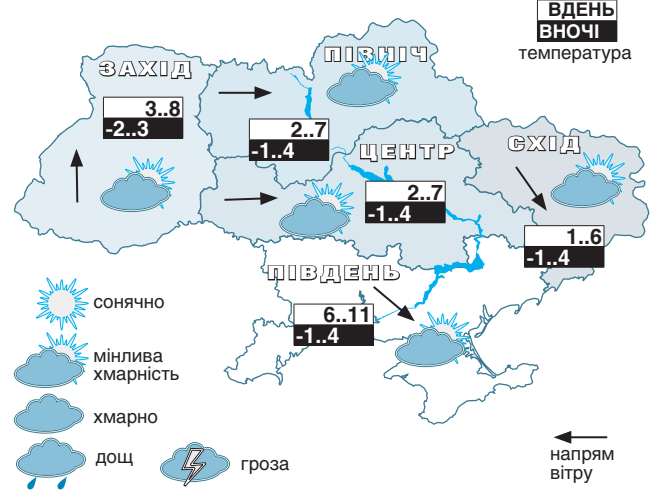 ВДЕНЬ
ВНОЧІ
температура
ПІВНІЧ
ЗАХІД
3..8
-2..3
2..7
-1..4
ЦЕНТР
СХІД
2..7
-1..4
1..6
-1..4
ПІВДЕНЬ
6..11
-1..4
сонячно
мінлива
хмарність
хмарно
дощ
гроза
напрям
вітру